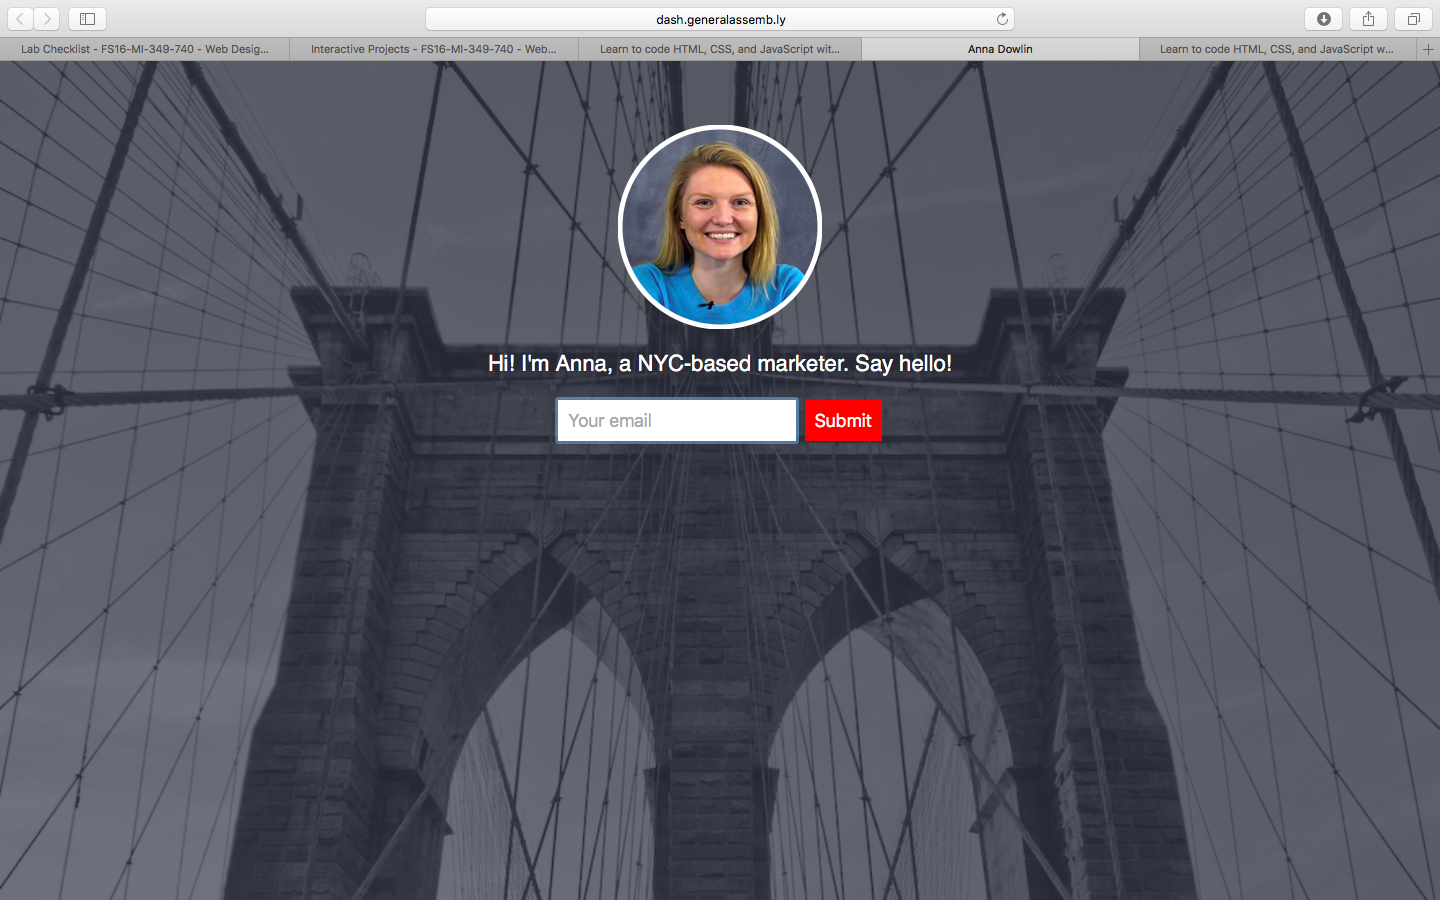 dash.generalassemb.ly
Lab Checklist - FS16-MI-349-740 - Web Desig...
Interactive Projects - FS16-MI-349-740 - Web...
Learn to code HTML, CSS, and JavaScript wit...
Anna Dowlin
Learn to code HTML, CSS, and JavaScript w...
Hi! I'm Anna, a NYC-based marketer. Say hello!
Your email
Submit